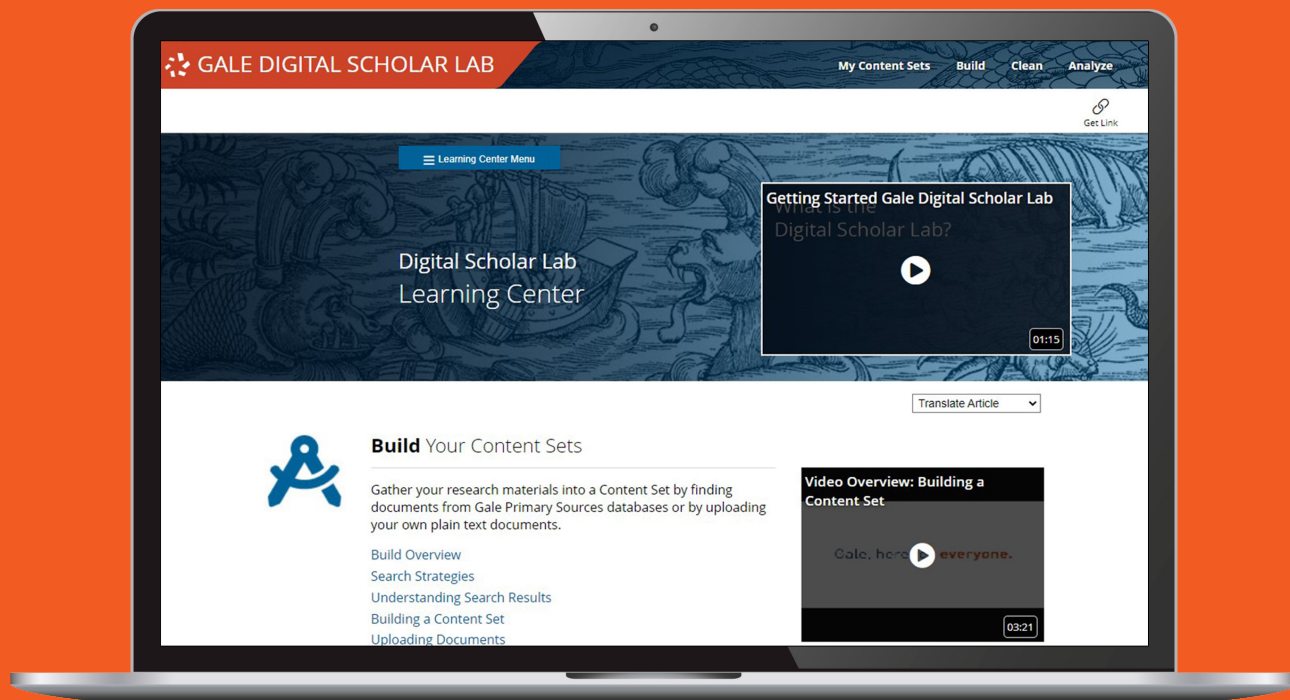 GALE DIGITAL SCHOLAR LAB
My Content Sets Build Clean Analyze
Get Link
Learning Center Menu
Getting Started Gale Digital Scholar Lab
What is the
Digital Scholar Lab?
01:15
Digital Scholar Lab
Learning Center
Translate Article
Build Your Content Sets
Gather your research materials into a Content Set by finding
documents from Gale Primary Sources databases or by uploading
your own plain text documents.
Build Overview
Search Strategies
Understanding Search Results
Building a Content Set
Uploading Documents
Video Overview: Building a
Content Set
Gale, here everyone.
03:21